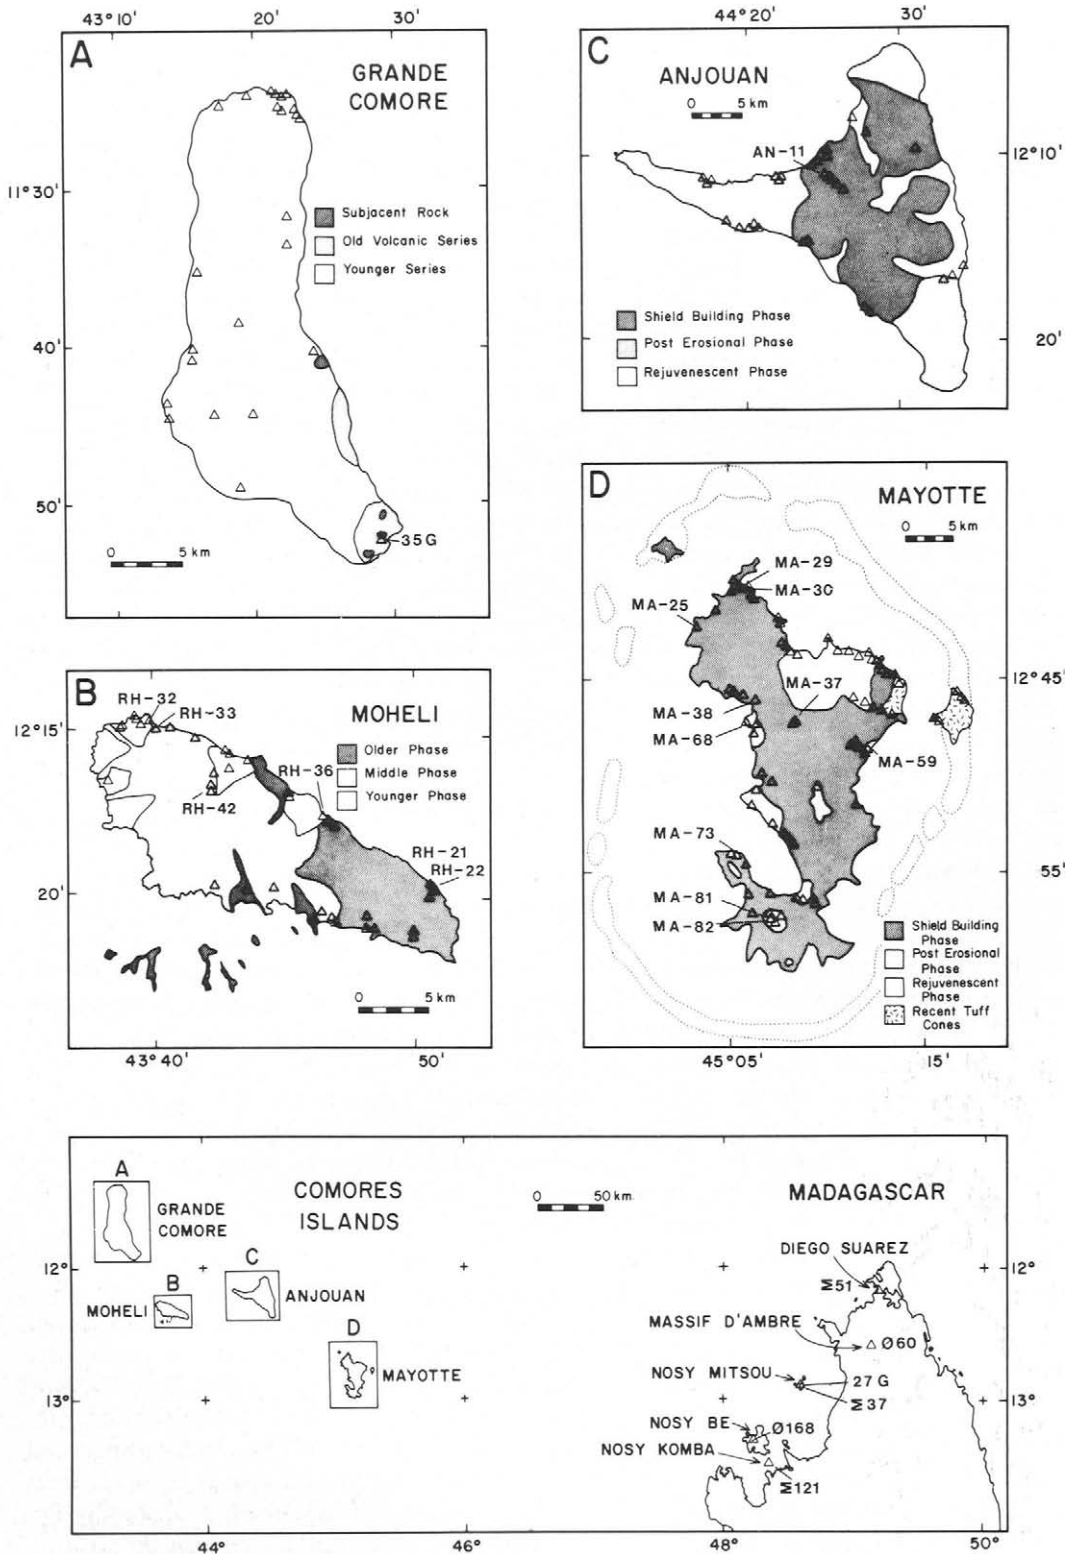 43°10'
20'
30'
A
GRANDE
COMORE
11°30'
Subjacent Rock
Old Volcanic Series
Younger Series
40'
50'
35G
0 5 km
44°20'
30'
C
ANJOUAN
0 5 km
AN-11
12°10'
Shield Building Phase
Post Erosional Phase
Rejuvenescent Phase
20'
B
MOHELI
RH-32
RH-33
12°15'
Older Phase
Middle Phase
Younger Phase
RH-36
RH-42
RH-21
RH-22
20'
0 5km
43°40'
50'
D
MAYOTTE
0 5 km
MA-29
MA-30
MA-25
12°45'
MA-37
MA-38
MA-68
MA-59
MA-73
55'
MA-81
MA-82
Shield Building
Phase
Post Erosional
Phase
Rejuvenescent
Phase
Recent Tuff
Cones
45°05'
15'
A
GRANDE
COMORE
COMORES
ISLANDS
0 50 km
MADAGASCAR
DIEGO SUAREZ
12°
B
C
MOHELI
ANJOUAN
12°
M51
MASSIF D'AMBRE
Ø60
D
MAYOTTE
NOSY MITSOU
27 G
M37
13°
13°
NOSY BE
Ø168
NOSY KOMBA
M121
44°
46°
48°
50°